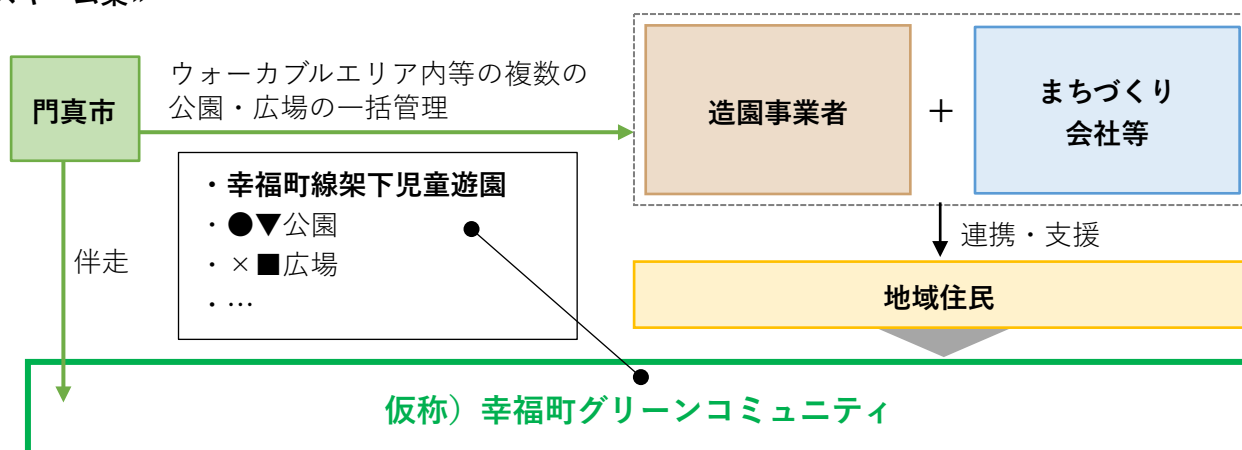 門真市
ウォーカブルエリア内等の複数の
公園・広場の一括管理
造園事業者
＋
まちづくり
会社等
・幸福町線架下児童遊園
・●▼公園
・×■広場
・…
伴走
連携・支援
地域住民
仮称）幸福町グリーンコミュニティ